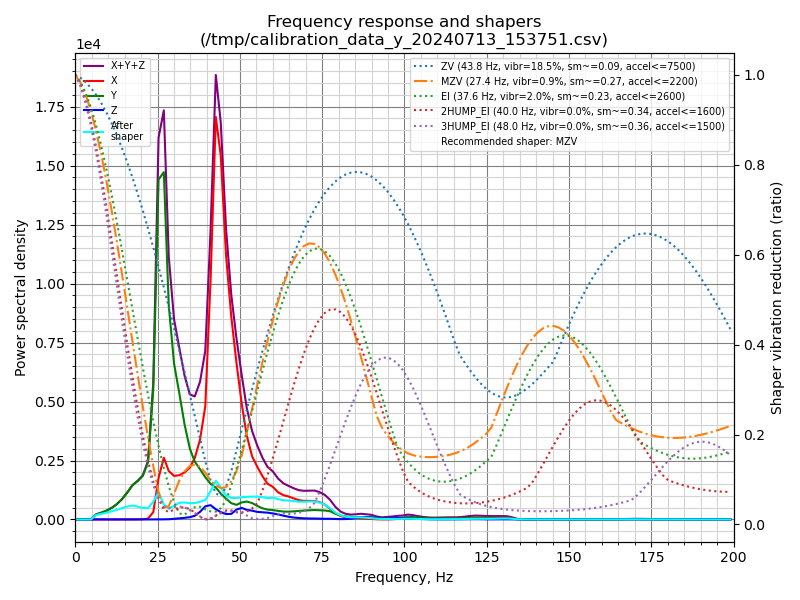 Frequency response and shapers
(/tmp/calibration_data_y_20240713_153751.csv)
1e4
X+Y+Z
X
Y
Z
After
shaper
ZV (43.8 Hz, vibr=18.5%, sm~=0.09, accel<=7500)
MZV (27.4 Hz, vibr=0.9%, sm~=0.27, accel<=2200)
EI (37.6 Hz, vibr=2.0%, sm~=0.23, accel<=2600)
2HUMP_EI (40.0 Hz, vibr=0.0%, sm~=0.34, accel<=1600)
3HUMP_EI (48.0 Hz, vibr=0.0%, sm~=0.36, accel<=1500)
Recommended shaper: MZV
1.75
1.50
1.25
1.00
0.75
0.50
0.25
0.00
Power spectral density
1.0
0.8
0.6
0.4
0.2
0.0
Shaper vibration reduction (ratio)
0 25 50 75 100 125 150 175 200
Frequency, Hz